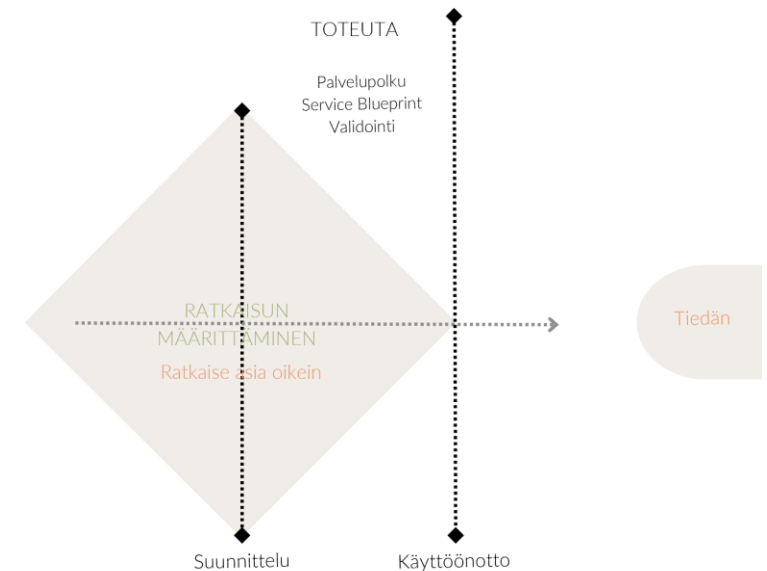 TOTEUTA
Palvelupolku
Service Blueprint
Validointi
RATKAISUN
MÄÄRITTÄMINEN
Ratkaise asia oikein
Tiedän
Suunnittelu
Käyttöönotto